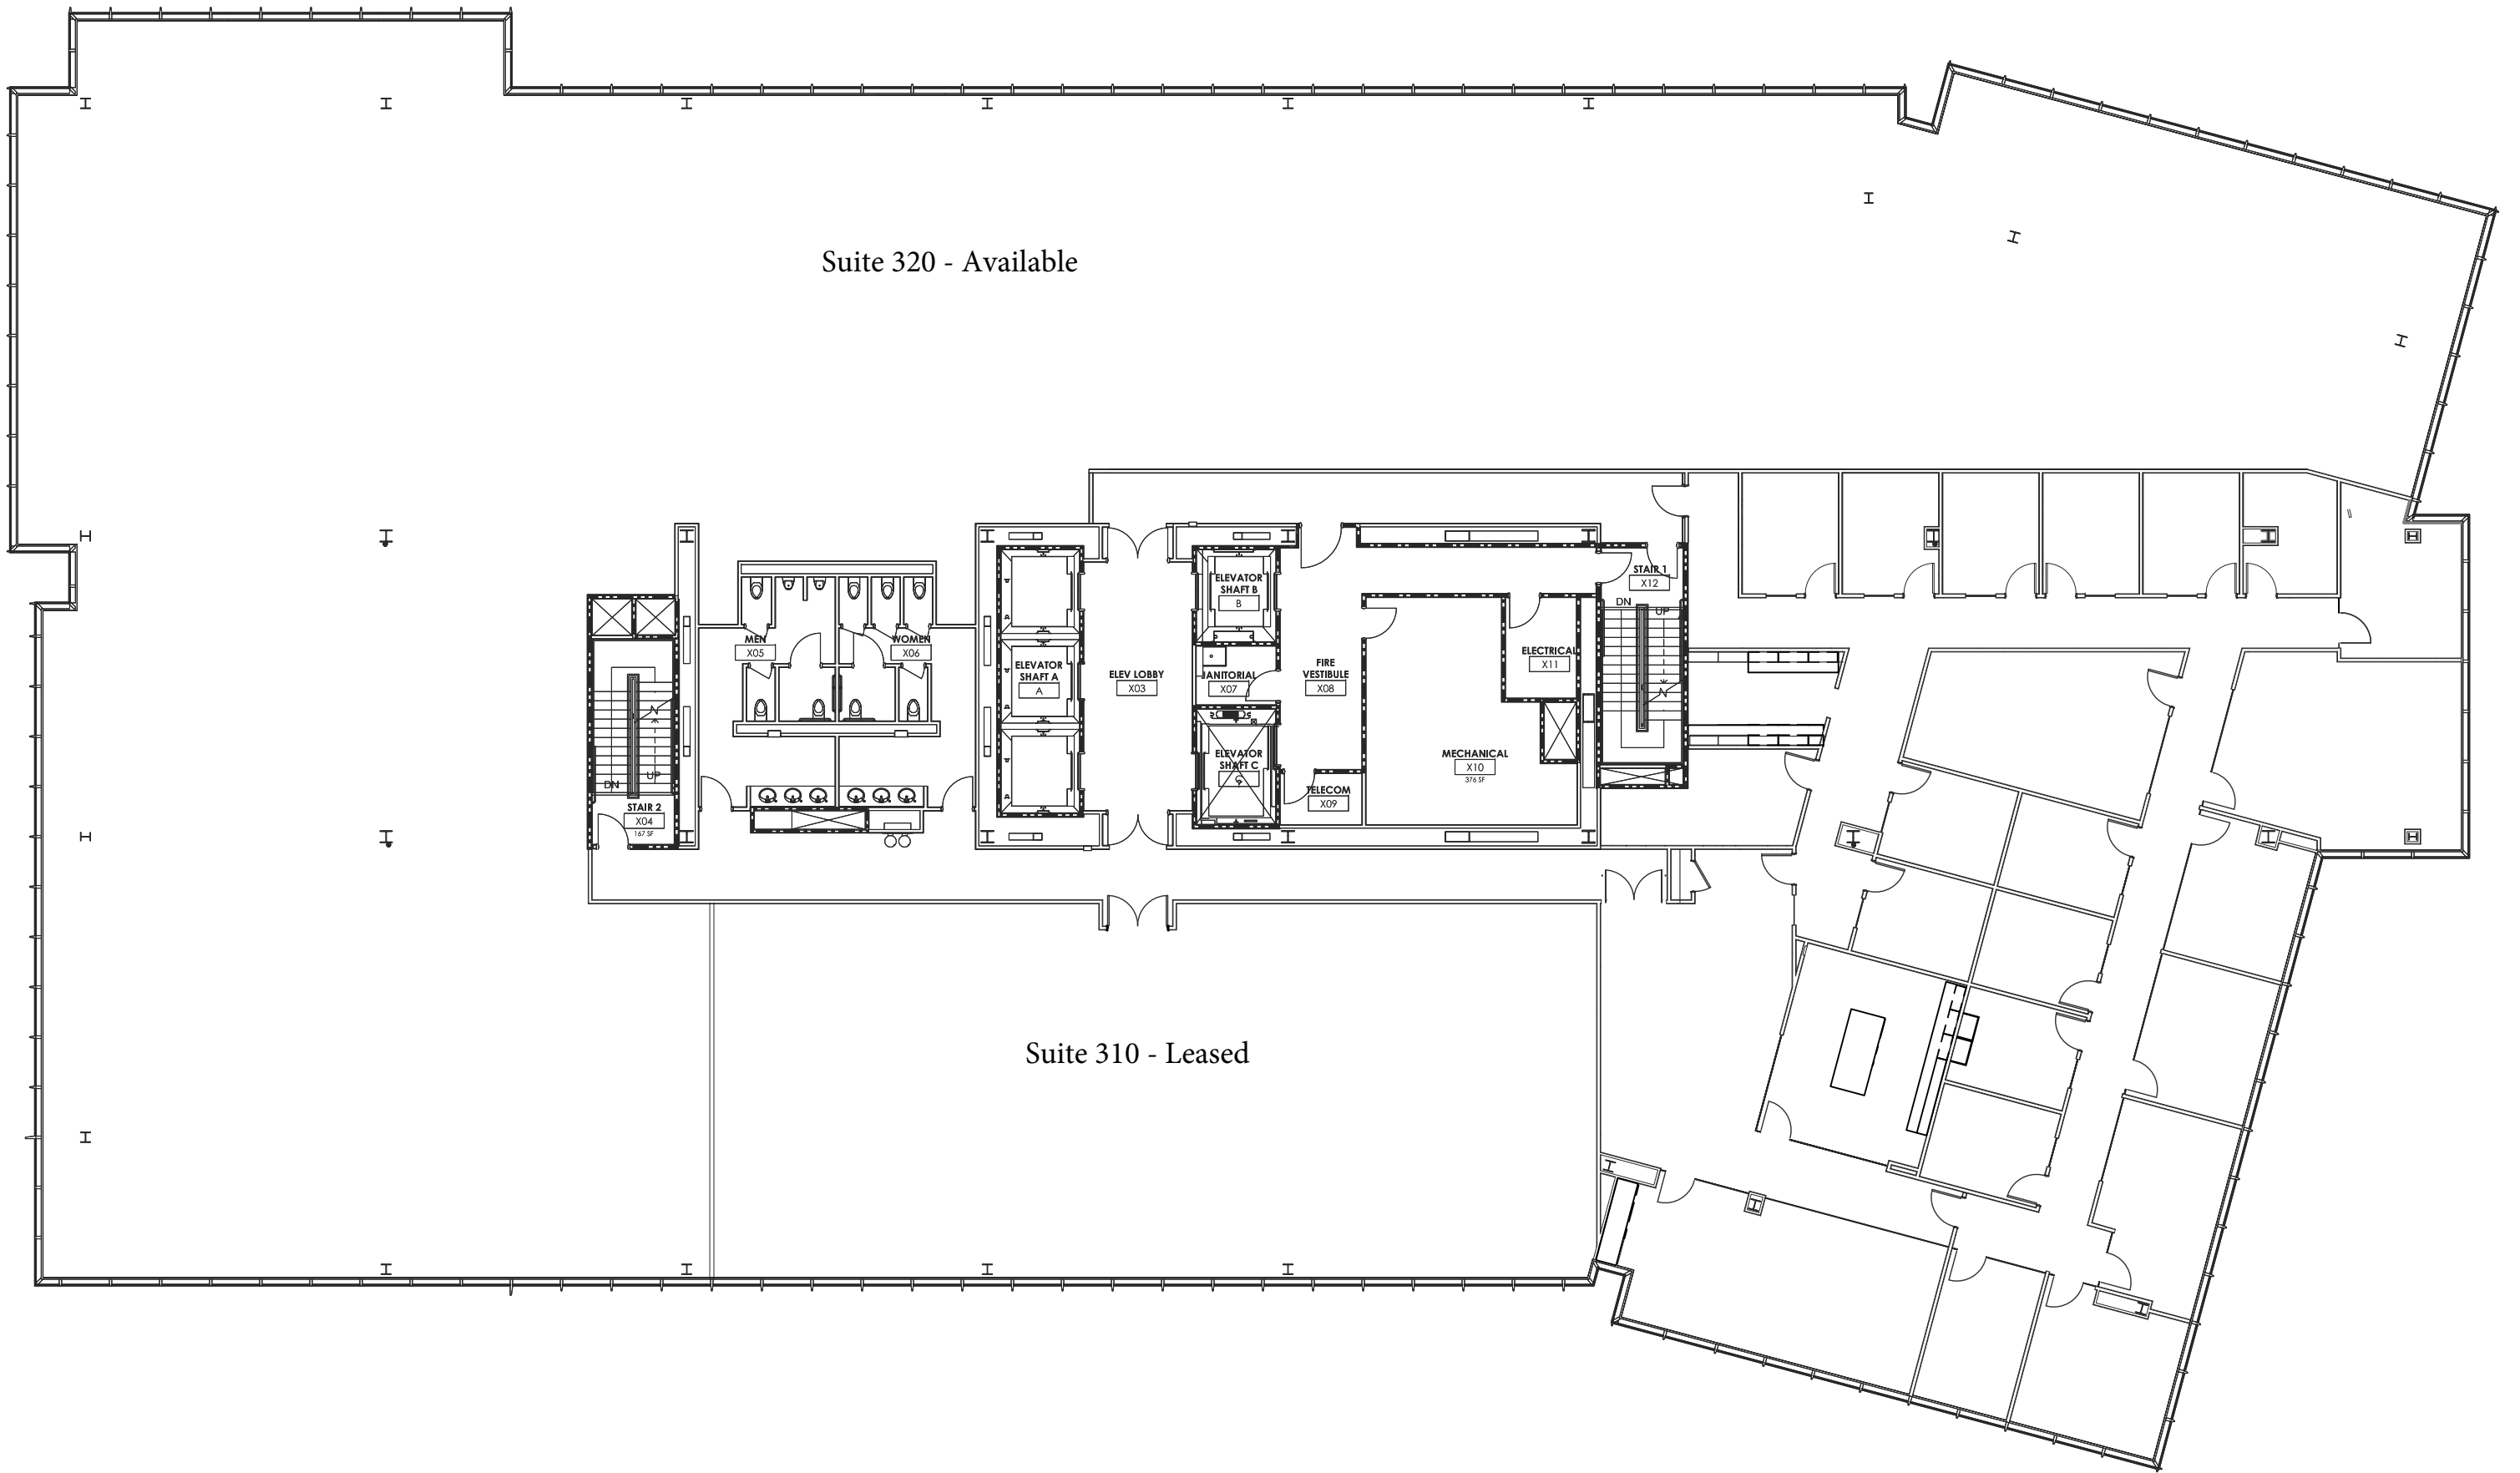 Suite 320 - Available
ELEVATOR
SHAFT B
B
STAIR 1
X12
DN
UP
MEN
X05
WOMEN
X06
ELECTRICAL
X11
ELEVATOR
SHAFT A
A
ELEV LOBBY
X03
JANITORIAL
X07
FIRE
VESTIBULE
X08
MECHANICAL
X10
376 SF
ELEVATOR
SHAFT C
C
TELECOM
X09
UP
DN
STAIR 2
X04
167 SF
Suite 310 - Leased